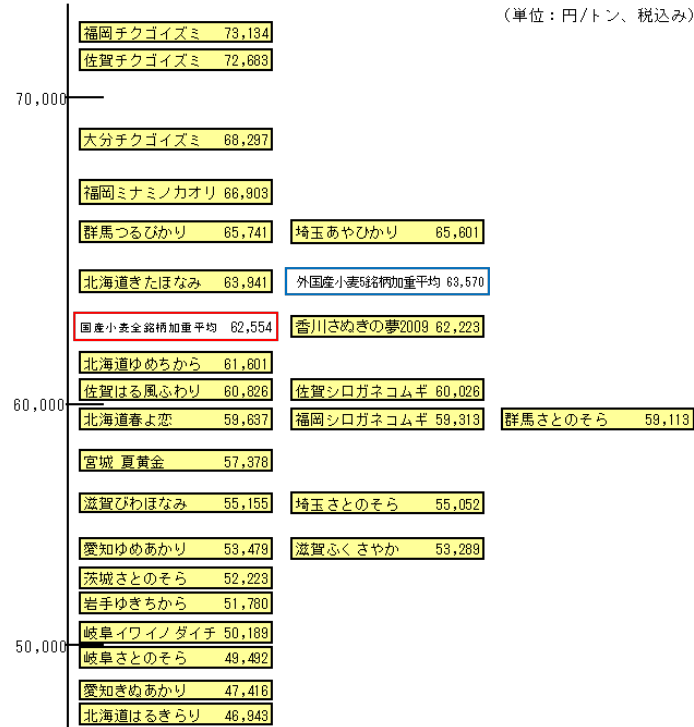 （単位：円/トン、税込み）
福岡チクゴイズミ 73,134
佐賀チクゴイズミ 72,683
70,000
大分チクゴイズミ 68,297
福岡ミナミノカオリ 66,903
群馬つるぴかり 65,741 埼玉あやひかり 65,601
北海道きたほなみ 63,941 外国産小麦5銘柄加重平均 63,570
国産小麦全銘柄加重平均 62,554 香川さぬきの夢2009 62,223
北海道ゆめちから 61,601
佐賀はる風ふわり 60,826 佐賀シロガネコムギ 60,026
60,000
北海道春よ恋 59,637 福岡シロガネコムギ 59,313 群馬さとのそら 59,113
宮城 夏黄金 57,378
滋賀びわほなみ 55,155 埼玉さとのそら 55,052
愛知ゆめあかり 53,479 滋賀ふくさやか 53,289
茨城さとのそら 52,223
岩手ゆきちから 51,780
岐阜イワイノダイチ 50,189
50,000
岐阜さとのそら 49,492
愛知きぬあかり 47,416
北海道はるきらり 46,943